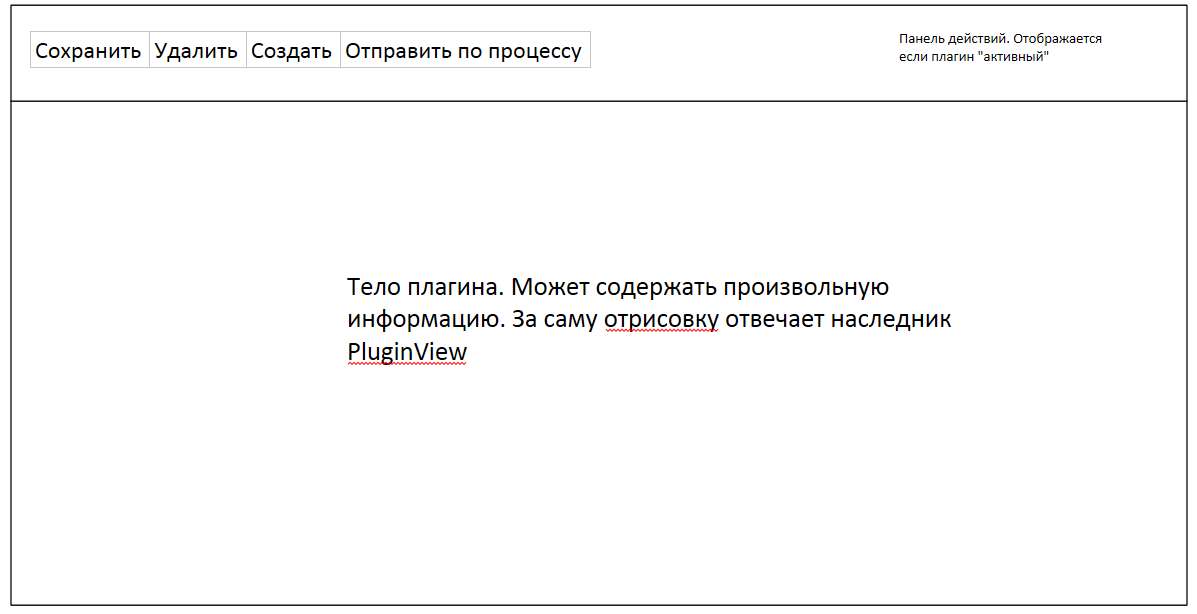 Сохранить Удалить Создать Отправить по процессу
Панель действий. Отображается
если плагин "активный"
Тело плагина. Может содержать произвольную
информацию. За саму отрисовку отвечает наследник
PluginView